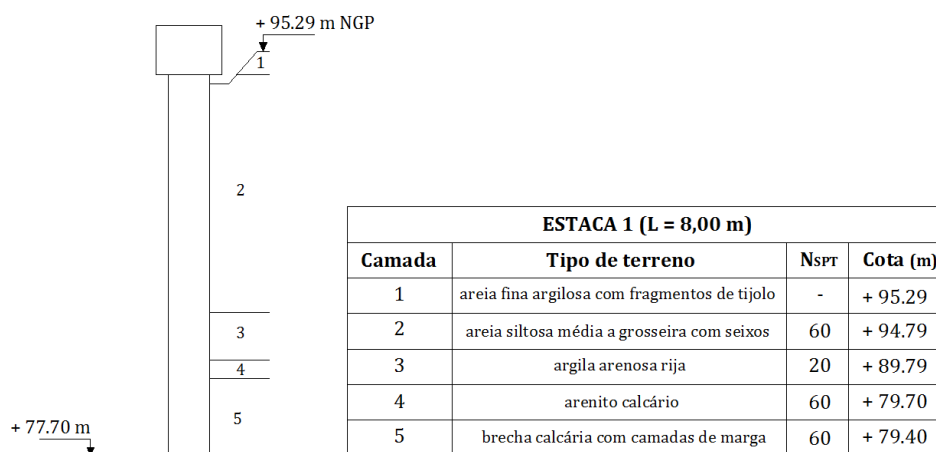 + 95.29 m NGP
1
2
3
4
5
+ 77.70 m
ESTACA 1 (L = 8,00 m)
Camada Tipo de terreno NSPT Cota (m)
1 areia fina argilosa com fragmentos de tijolo - + 95.29
2 areia siltosa média a grosseira com seixos 60 + 94.79
3 argila arenosa rija 20 + 89.79
4 arenito calcário 60 + 79.70
5 brecha calcária com camadas de marga 60 + 79.40